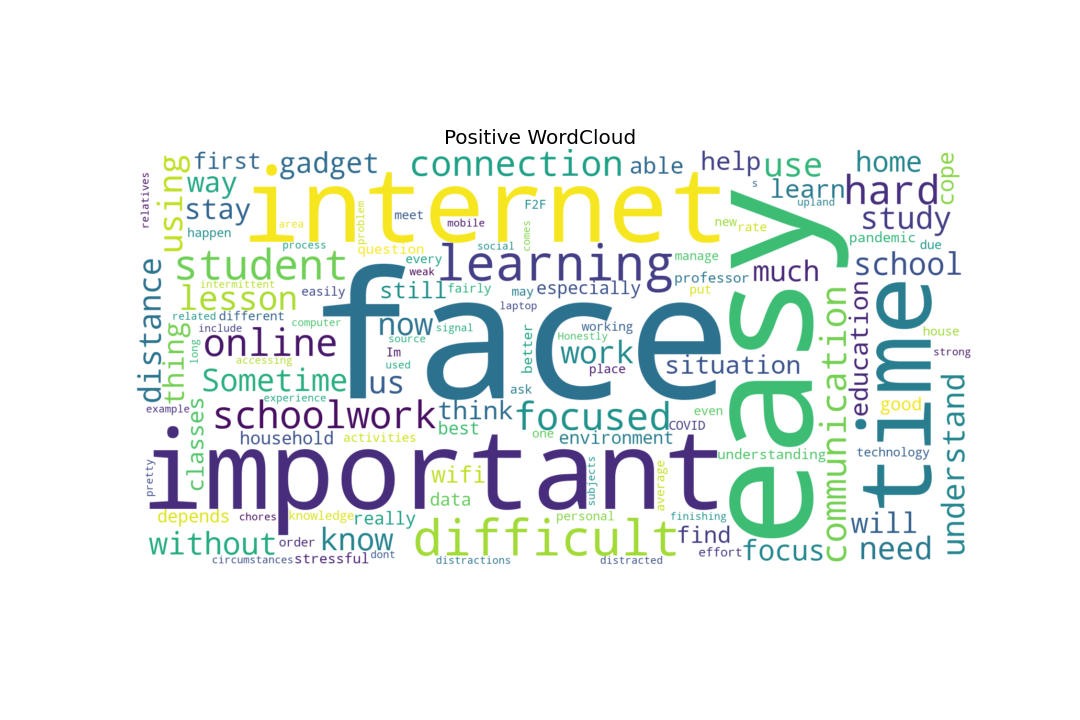 Positive WordCloud
relatives
using
first
gadget
connection
able
help
use
home
cope
way
internet
s
learn
upland
hard
stay
area
problem
meet
mobile
F2F
comes
new
rate
study
happen
process
question
social
easy
pandemic
due
student
every
weak
learning
manage
professor
much
school
distance
intermittent
lesson
easily
still
fairly
may
especially
put
laptop
thing
related
different
include
long
computer
face
now
signal
source
Im
used
better
Honestly
working
work
place
situation
communication
education
time
house
strong
online
accessing
Sometime
us
experience
ask
example
classes
schoolwork
think
focused
even
COVID
good
best
one
household
activities
environment
understanding
technology
understand
pretty
important
wifi
data
subjects
average
depends
chores
knowledge
really
personal
finishing
will
without
order
know
difficult
find
effort
focus
need
circumstances
stressful
dont
distractions
distracted